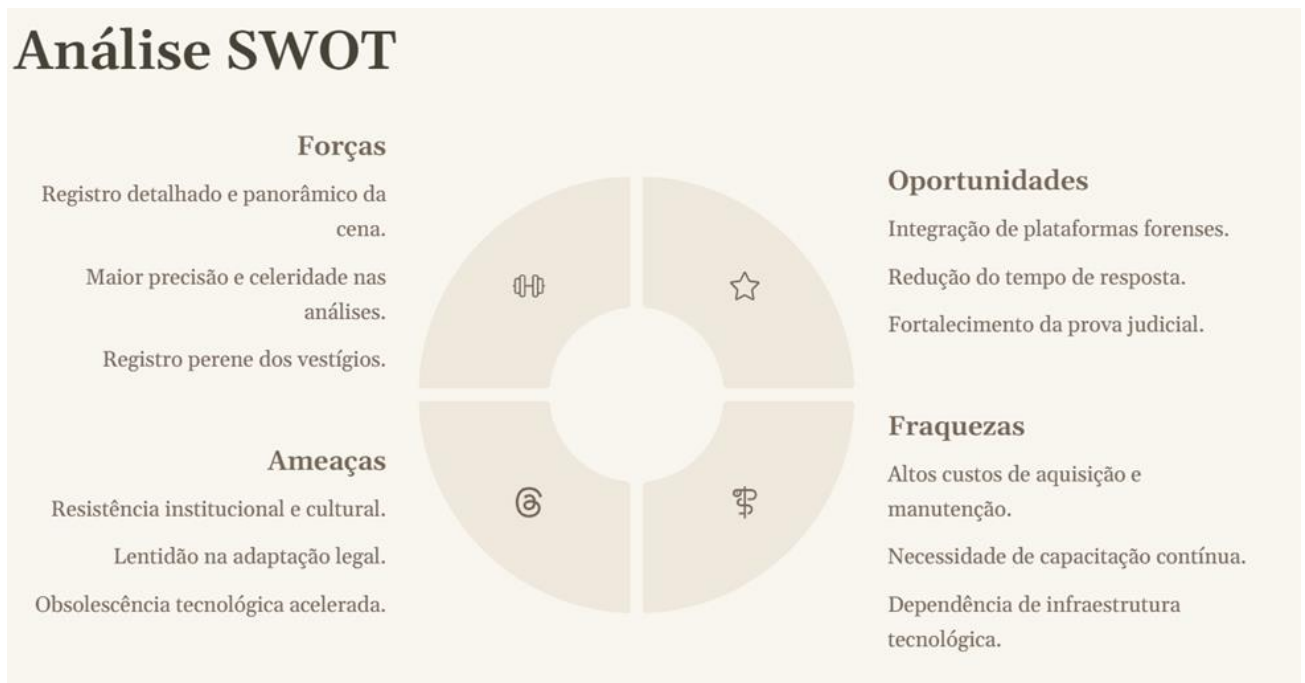 Análise SWOT
Forças
Registro detalhado e panorâmico da
cena.
Maior precisão e celeridade nas
análises.
Registro perene dos vestígios.
Oportunidades
Integração de plataformas forenses.
Redução do tempo de resposta.
Fortalecimento da prova judicial.
Ameaças
Resistência institucional e cultural.
Lentidão na adaptação legal.
Obsolescência tecnológica acelerada.
Fraquezas
Altos custos de aquisição e
manutenção.
Necessidade de capacitação contínua.
Dependência de infraestrutura
tecnológica.